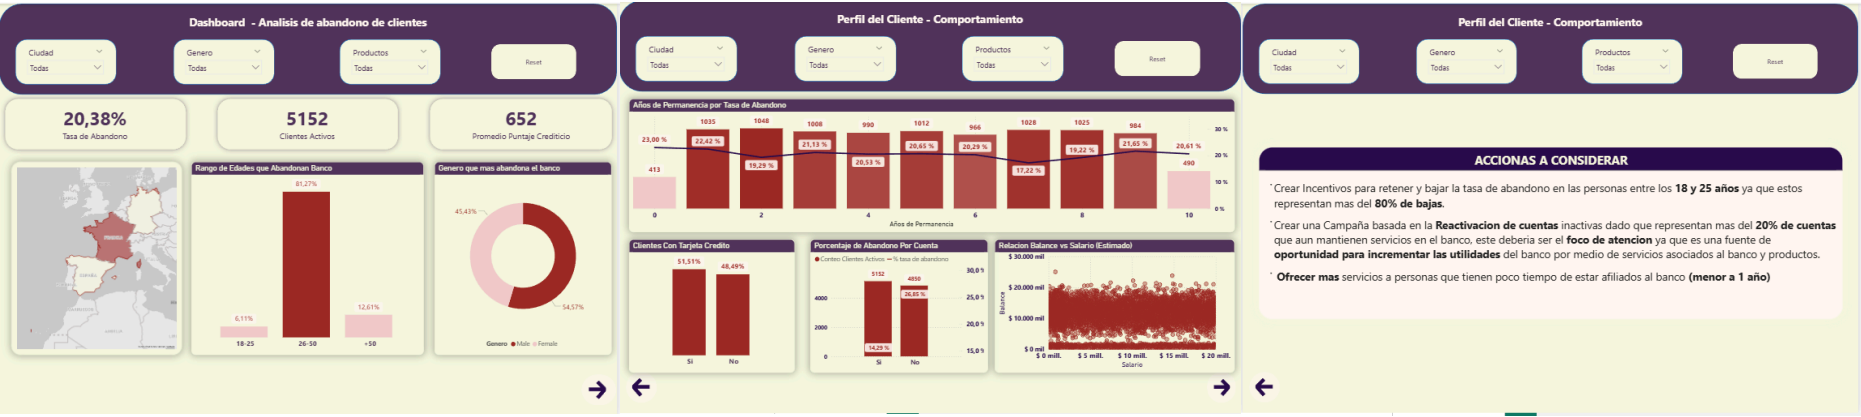 Dashboard - Analisis de abandono de clientes
Ciudad
Todas
Genero
Todas
Productos
Todas
Reset
20,38%
Tasa de Abandono
5152
Clientes Activos
652
Promedio Puntaje Crediticio
FRANCIA
ESPAÑA
Rango de Edades que Abandonan Banco
6,11%
81,27%
12,61%
18-25
26-50
+50
Genero que mas abandona el banco
45,43%
54,57%
Genero Male Female
Perfil del Cliente - Comportamiento
Ciudad
Todas
Genero
Todas
Productos
Todas
Reset
Años de Permanencia por Tasa de Abandono
413
1035
1048
1008
990
1012
966
1028
1025
984
490
23,00 %
22,42 %
19,29 %
21,13 %
20,53 %
20,65 %
20,29 %
17,22 %
19,22 %
21,65 %
20,61 %
30 %
20 %
10 %
0 %
0
2
4
6
8
10
Años de Permanencia
Clientes Con Tarjeta Credito
51,51%
48,49%
Si
No
Porcentaje de Abandono Por Cuenta
Conteo Clientes Activos % tasa de abandono
5152
4850
26,85 %
14,29 %
4000
2000
0
30,0 %
25,0 %
20,0 %
15,0 %
Si
No
Relacion Balance vs Salario (Estimado)
$ 30.000 mil
$ 20.000 mil
$ 10.000 mil
$ 0 mil
Balance
$ 0 mill.
$ 5 mill.
$ 10 mill.
$ 15 mill.
$ 20 mill.
Salario
Perfil del Cliente - Comportamiento
Ciudad
Todas
Genero
Todas
Productos
Todas
Reset
ACCIONAS A CONSIDERAR
*Crear Incentivos para retener y bajar la tasa de abandono en las personas entre los 18 y 25 años ya que estos
representan mas del 80% de bajas.
*Crear una Campaña basada en la Reactivacion de cuentas inactivas dado que representan mas del 20% de cuentas
que aun mantienen servicios en el banco, este deberia ser el foco de atencion ya que es una fuente de
oportunidad para incrementar las utilidades del banco por medio de servicios asociados al banco y productos.
* Ofrecer mas servicios a personas que tienen poco tiempo de estar afiliados al banco (menor a 1 año)